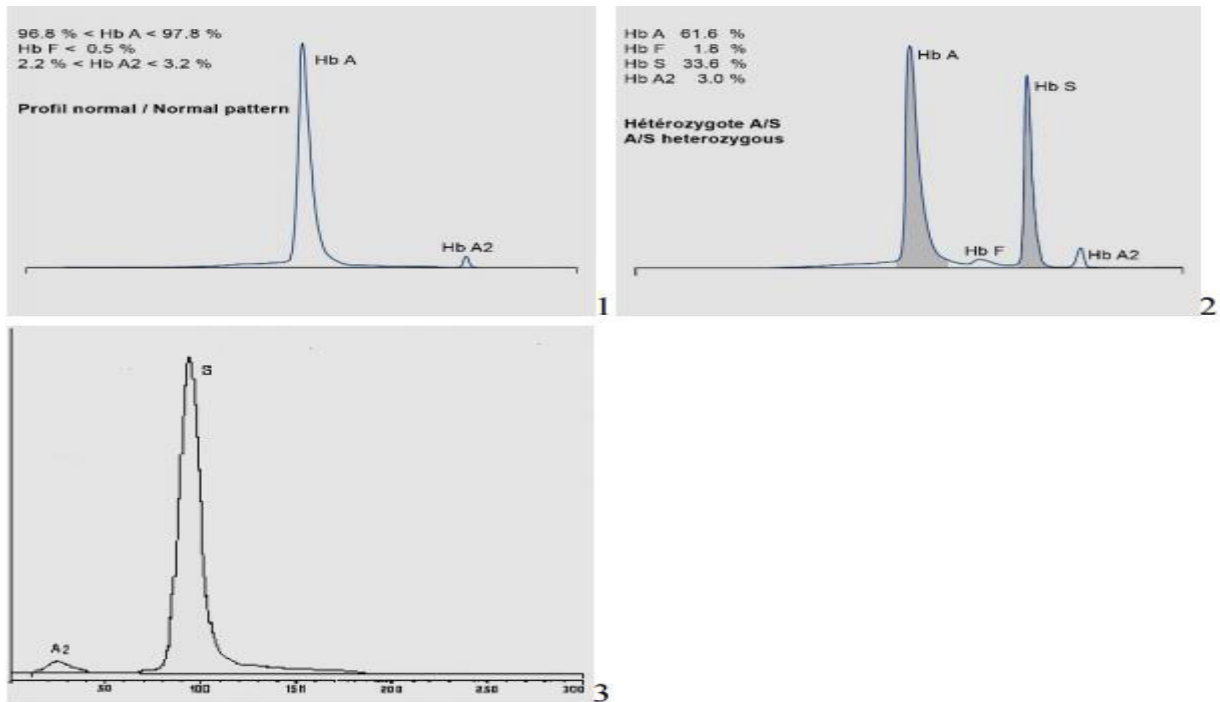 96.8 % < Hb A < 97.8 %
Hb F < 0.5 %
2.2 % < Hb A2 < 3.2 %
Profil normal / Normal pattern
Hb A
Hb A2
1
Hb A 61.6 %
Hb F 1.8 %
Hb S 33.6 %
Hb A2 3.0 %
Hétérozygote A/S
A/S heterozygous
Hb A
Hb S
Hb F
Hb A2
2
S
A2
50 100 150 200 250 300
3